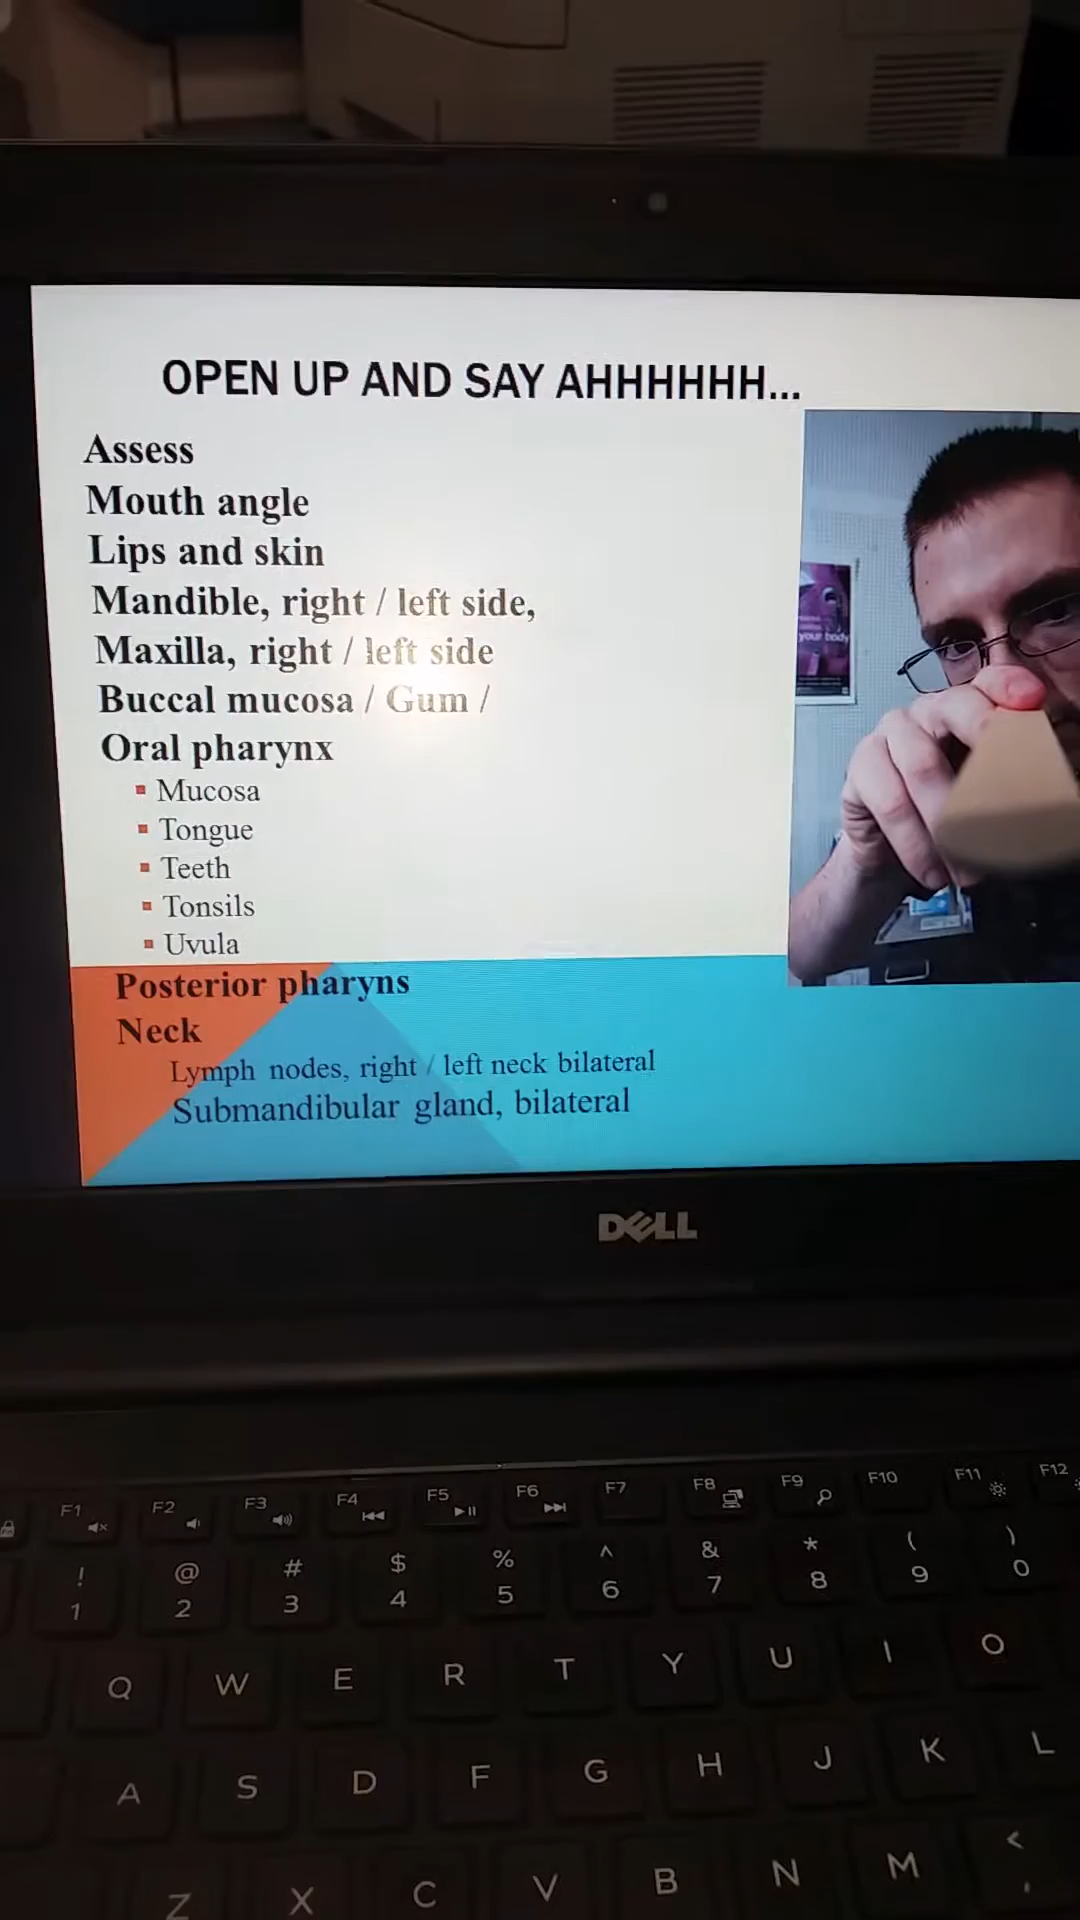 OPEN UP AND SAY AHHHHHH...
Assess
Mouth angle
Lips and skin
Mandible, right / left side,
Maxilla, right / left side
Buccal mucosa / Gum /
Oral pharynx
▪ Mucosa
▪ Tongue
▪ Teeth
▪ Tonsils
▪ Uvula
your body
Posterior pharyns
Neck
Lymph nodes, right / left neck bilateral
Submandibular gland, bilateral
DELL
F1 F2 F3 F4 F5 F6 F7 F8 F9 F10 F11 F12
! @ # $ % ^ & * ( )
1 2 3 4 5 6 7 8 9 0
Q W E R T Y U I O
A S D F G H J K L
Z X C V B N M < ,